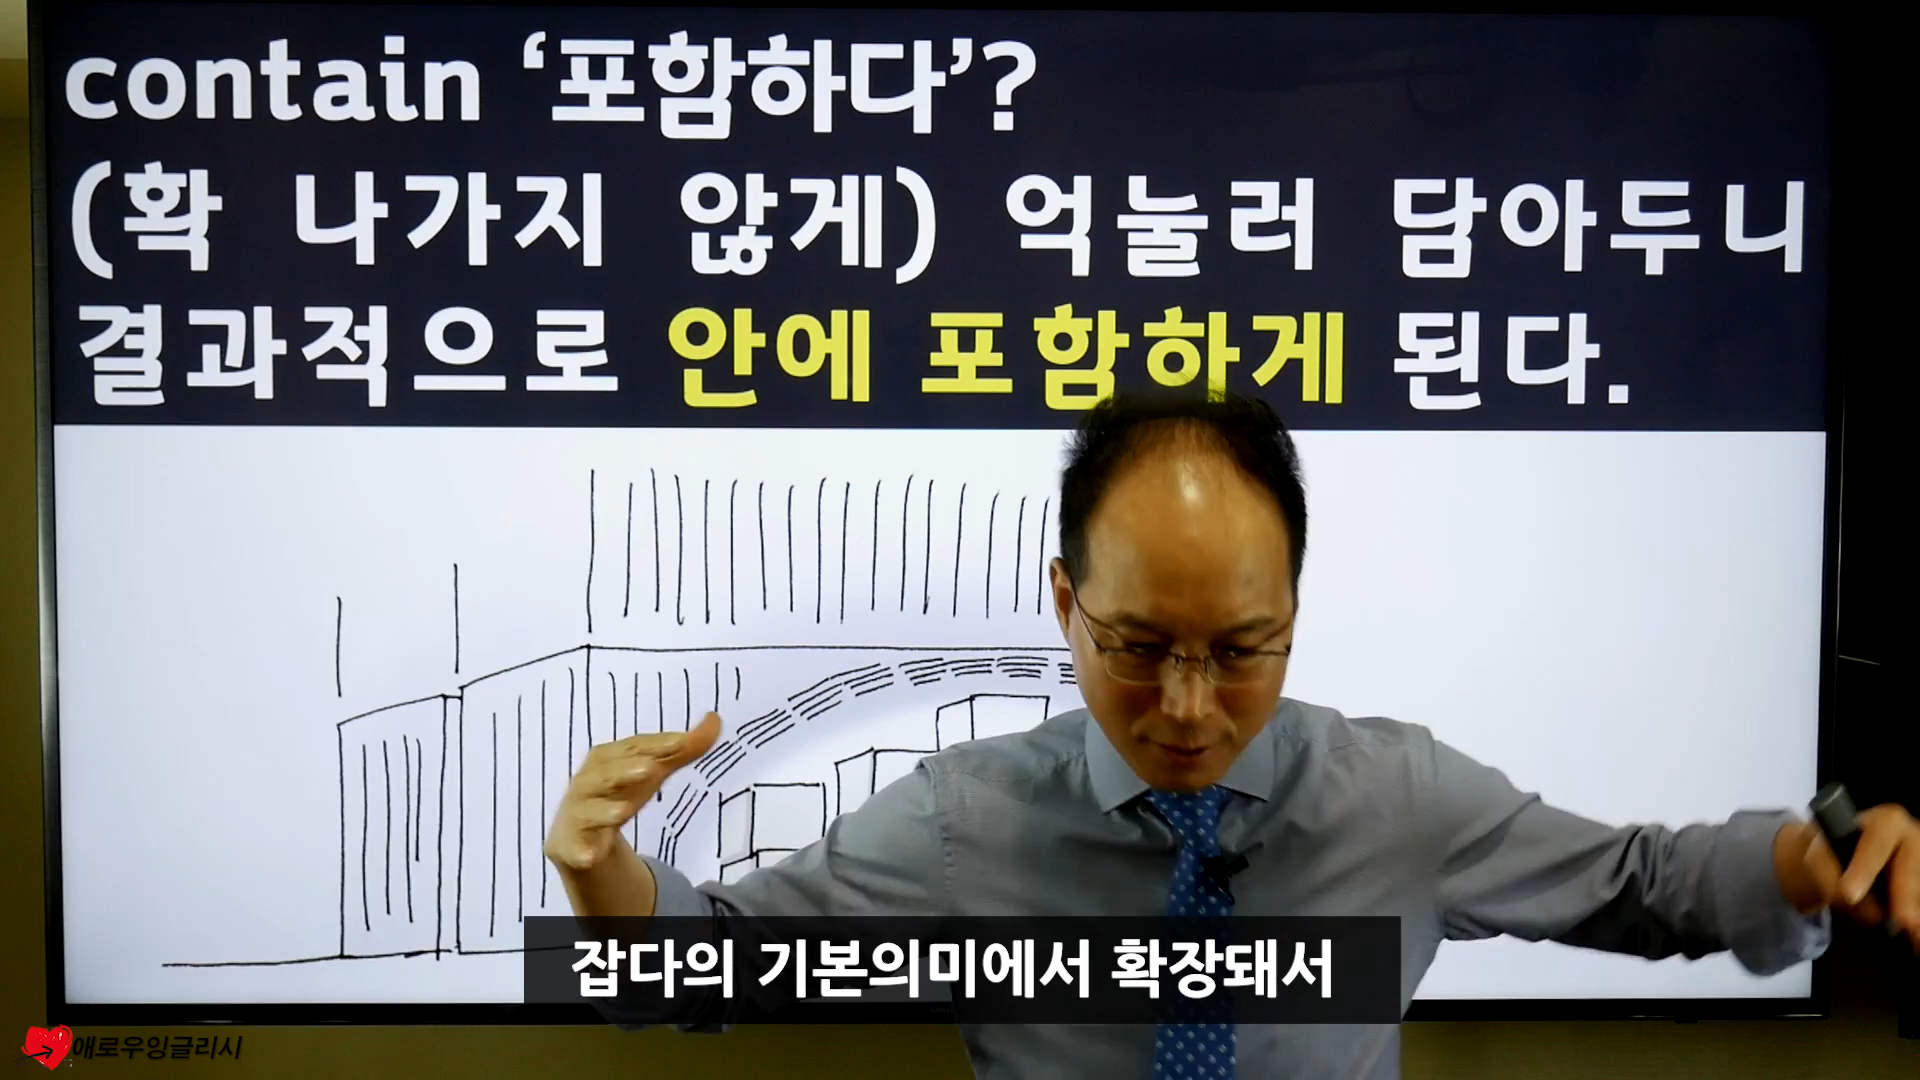 contain ‘포함하다’?
(확 나가지 않게) 억눌러 담아두니
결과적으로 안에 포함하게 된다.
잡다의 기본의미에서 확장돼서
애로우잉글리시